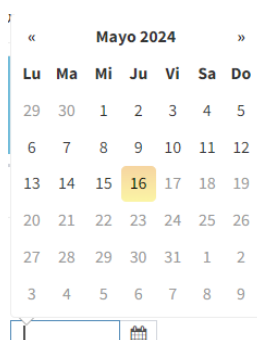 « Mayo 2024 »
Lu Ma Mi Ju Vi Sa Do
29 30 1 2 3 4 5
6 7 8 9 10 11 12
13 14 15 16 17 18 19
20 21 22 23 24 25 26
27 28 29 30 31 1 2
3 4 5 6 7 8 9